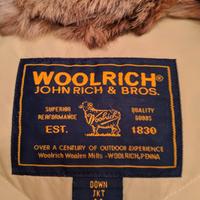 WOOLRICH®
JOHN RICH & BROS.
SUPERIOR PERFORMANCE
QUALITY GOODS
Woolrich
EST. 1830
OVER A CENTURY OF OUTDOOR EXPERIENCE
Woolrich Woolen Mills - WOOLRICH, PENNA
DOWN
JKT